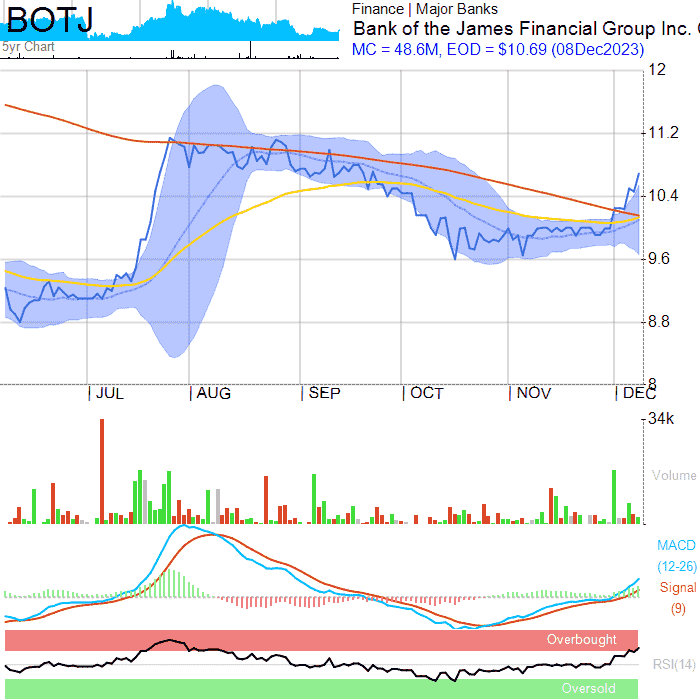 BOTJ
5yr Chart
Finance | Major Banks
Bank of the James Financial Group Inc.
MC = 48.6M, EOD = $10.69 (08Dec2023)
12
11.2
10.4
9.6
8.8
8
JUL AUG SEP OCT NOV DEC
34k
Volume
MACD
(12-26)
Signal
(9)
Overbought
RSI(14)
Oversold